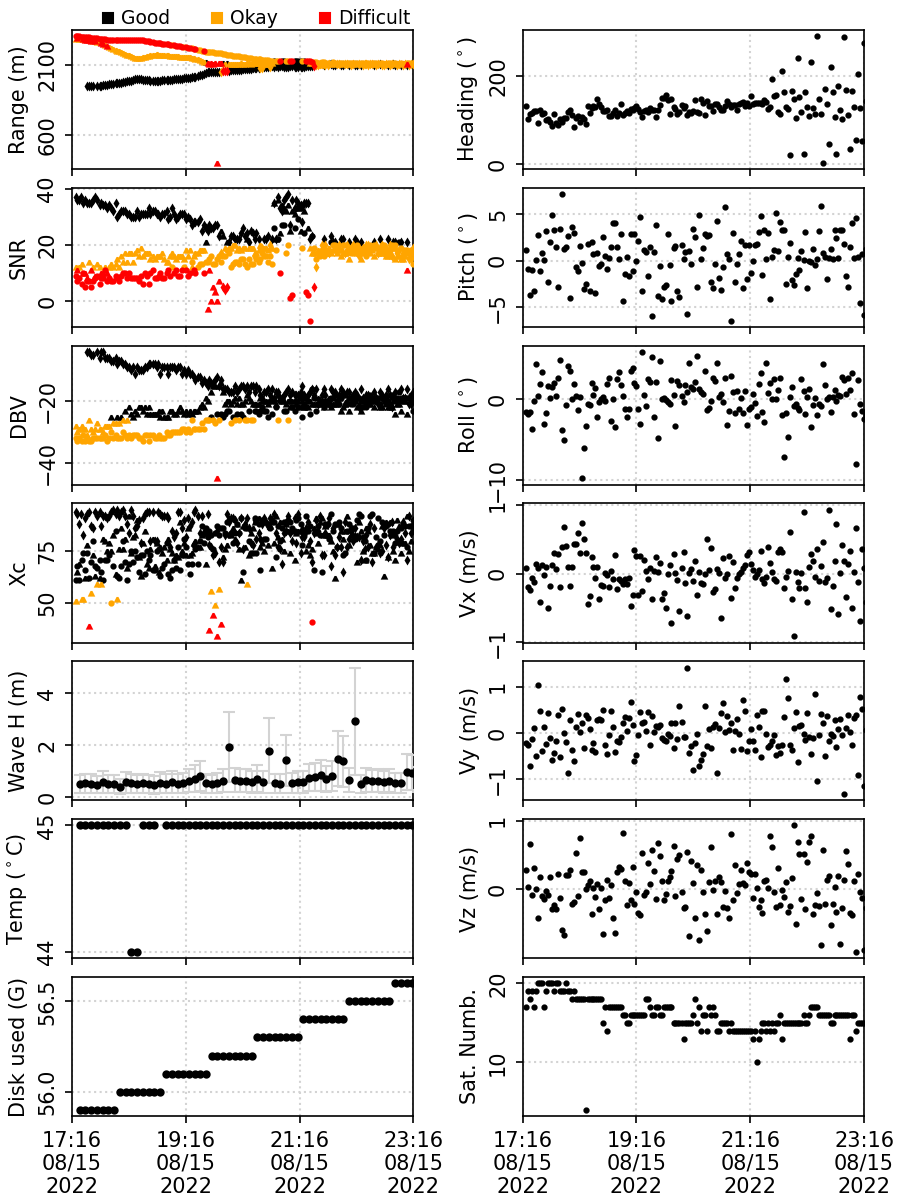 Good Okay Difficult
Range (m)
2100
600
Heading (°)
200
0
SNR
40
20
0
Pitch (°)
5
0
−5
DBV
−20
−40
Roll (°)
0
−10
Xc
75
50
Vx (m/s)
1
0
−1
Wave H (m)
4
2
0
Vy (m/s)
1
0
−1
Temp (°C)
45
44
Vz (m/s)
1
0
Disk used (G)
56.5
56.0
Sat. Numb.
20
10
17:16 19:16 21:16 23:16 17:16 19:16 21:16 23:16
08/15 08/15 08/15 08/15 08/15 08/15 08/15 08/15
2022 2022 2022 2022 2022 2022 2022 2022